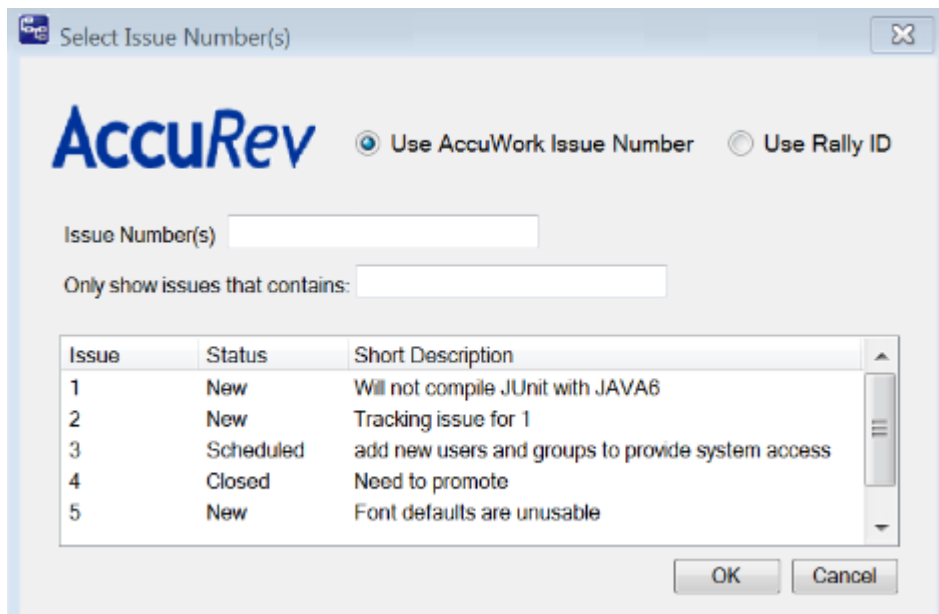 Select Issue Number(s)
AccuRev
Use AccuWork Issue Number Use Rally ID
Issue Number(s)
Only show issues that contains:
Issue Status Short Description
1 New Will not compile JUnit with JAVA6
2 New Tracking issue for 1
3 Scheduled add new users and groups to provide system access
4 Closed Need to promote
5 New Font defaults are unusable
OK Cancel